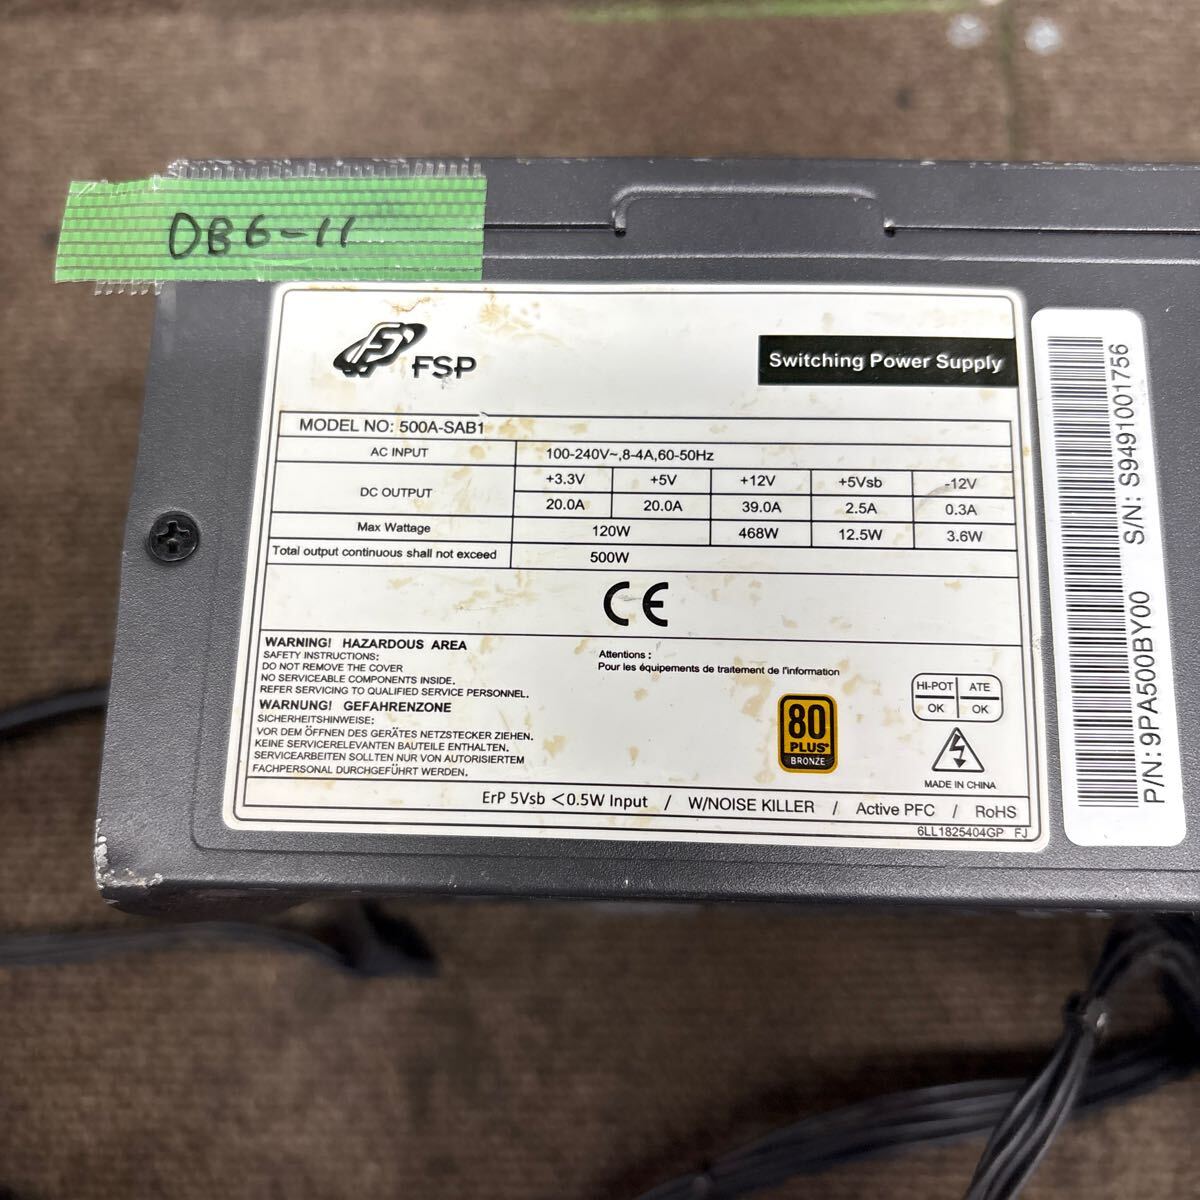 DB6-11
FSP
Switching Power Supply
MODEL NO: 500A-SAB1
AC INPUT 100-240V~,8-4A,60-50Hz
DC OUTPUT +3.3V +5V +12V +5Vsb -12V
20.0A 20.0A 39.0A 2.5A 0.3A
Max Wattage 120W 468W 12.5W 3.6W
Total output continuous shall not exceed 500W
CE
WARNING! HAZARDOUS AREA
SAFETY INSTRUCTIONS:
DO NOT REMOVE THE COVER
NO SERVICEABLE COMPONENTS INSIDE.
REFER SERVICING TO QUALIFIED SERVICE PERSONNEL.
WARNUNG! GEFAHRENZONE
SICHERHEITSHINWEISE:
VOR DEM ÖFFNEN DES GERÄTES NETZSTECKER ZIEHEN.
KEINE SERVICERELEVANTEN BAUTEILE ENTHALTEN.
SERVICEARBEITEN SOLLTEN NUR VON AUTORISIERTEM
FACHPERSONAL DURCHGEFÜHRT WERDEN.
Attentions :
Pour les équipements de traitement de l'information
80
PLUS®
BRONZE
HI-POT ATE
OK OK
MADE IN CHINA
ErP 5Vsb <0.5W Input / W/NOISE KILLER / Active PFC / RoHS
6LL1825404GP FJ
S/N: S9491001756
P/N: 9PA500BY00